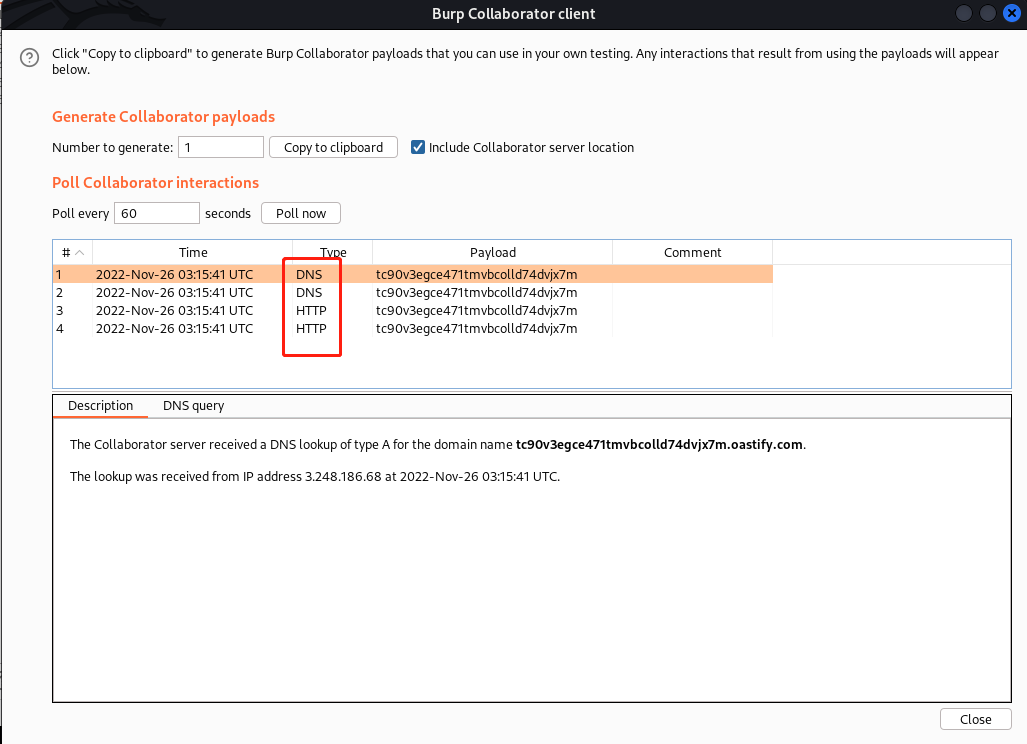 Burp Collaborator client
Click "Copy to clipboard" to generate Burp Collaborator payloads that you can use in your own testing. Any interactions that result from using the payloads will appear
below.
Generate Collaborator payloads
Number to generate: 1 Copy to clipboard Include Collaborator server location
Poll Collaborator interactions
Poll every 60 seconds Poll now
# Time Type Payload Comment
1 2022-Nov-26 03:15:41 UTC DNS tc90v3egce471tmvbcolld74dvjx7m
2 2022-Nov-26 03:15:41 UTC DNS tc90v3egce471tmvbcolld74dvjx7m
3 2022-Nov-26 03:15:41 UTC HTTP tc90v3egce471tmvbcolld74dvjx7m
4 2022-Nov-26 03:15:41 UTC HTTP tc90v3egce471tmvbcolld74dvjx7m
Description DNS query
The Collaborator server received a DNS lookup of type A for the domain name tc90v3egce471tmvbcolld74dvjx7m.oastify.com.
The lookup was received from IP address 3.248.186.68 at 2022-Nov-26 03:15:41 UTC.
Close